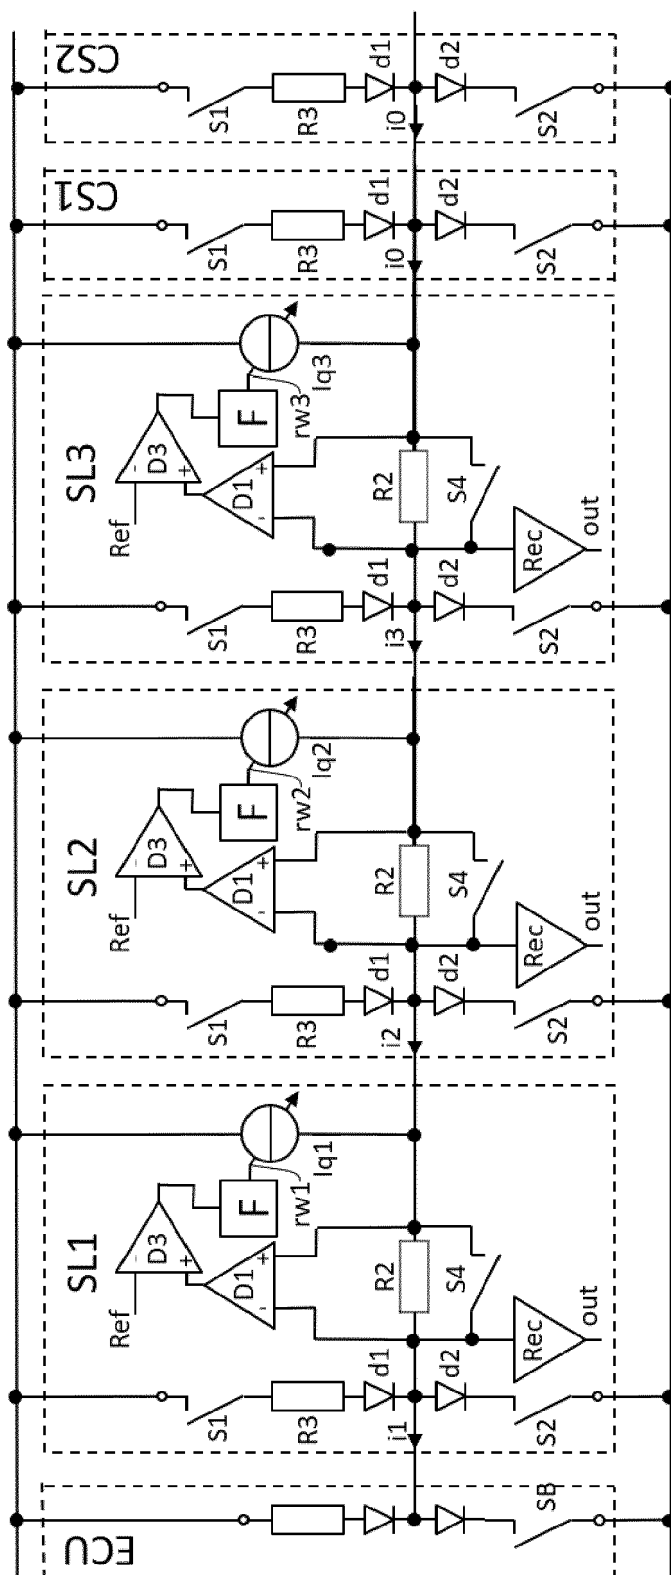 CS2
S1
R3
d1
d2
i0
S2
CS1
S1
R3
d1
d2
i0
S2
SL3
Ref
D3
-
+
F
rw3
Iq3
D1
-
+
R2
S4
Rec
out
S1
R3
d1
d2
i3
S2
SL2
Ref
D3
-
+
F
rw2
Iq2
D1
-
+
R2
S4
Rec
out
S1
R3
d1
d2
i2
S2
SL1
Ref
D3
-
+
F
rw1
Iq1
D1
-
+
R2
S4
Rec
out
S1
R3
d1
d2
i1
S2
ECU
SB